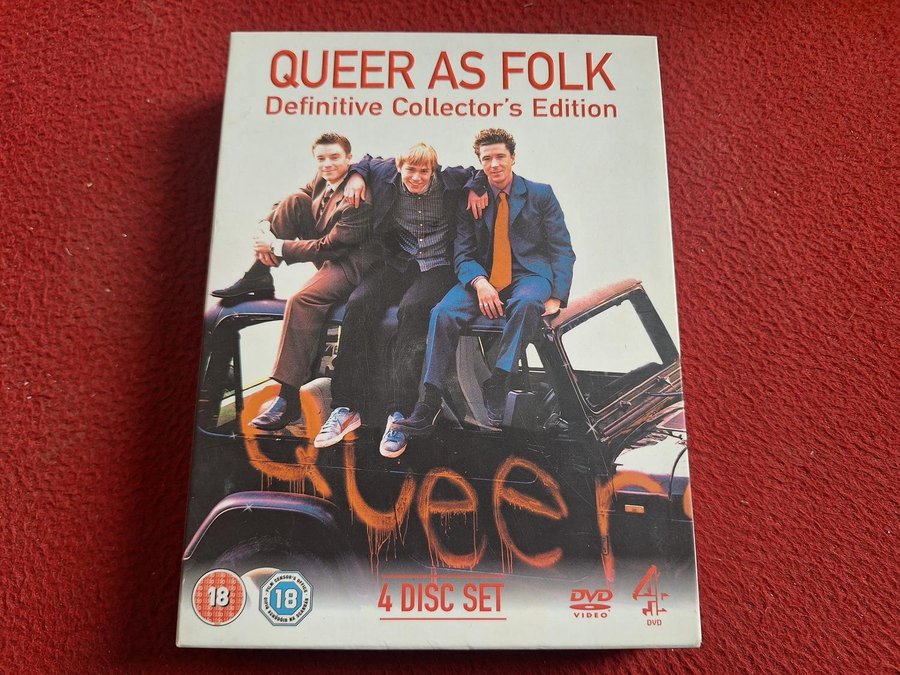 QUEER AS FOLK
Definitive Collector's Edition
Queer
18
18
4 DISC SET
DVD
VIDEO
4
DVD